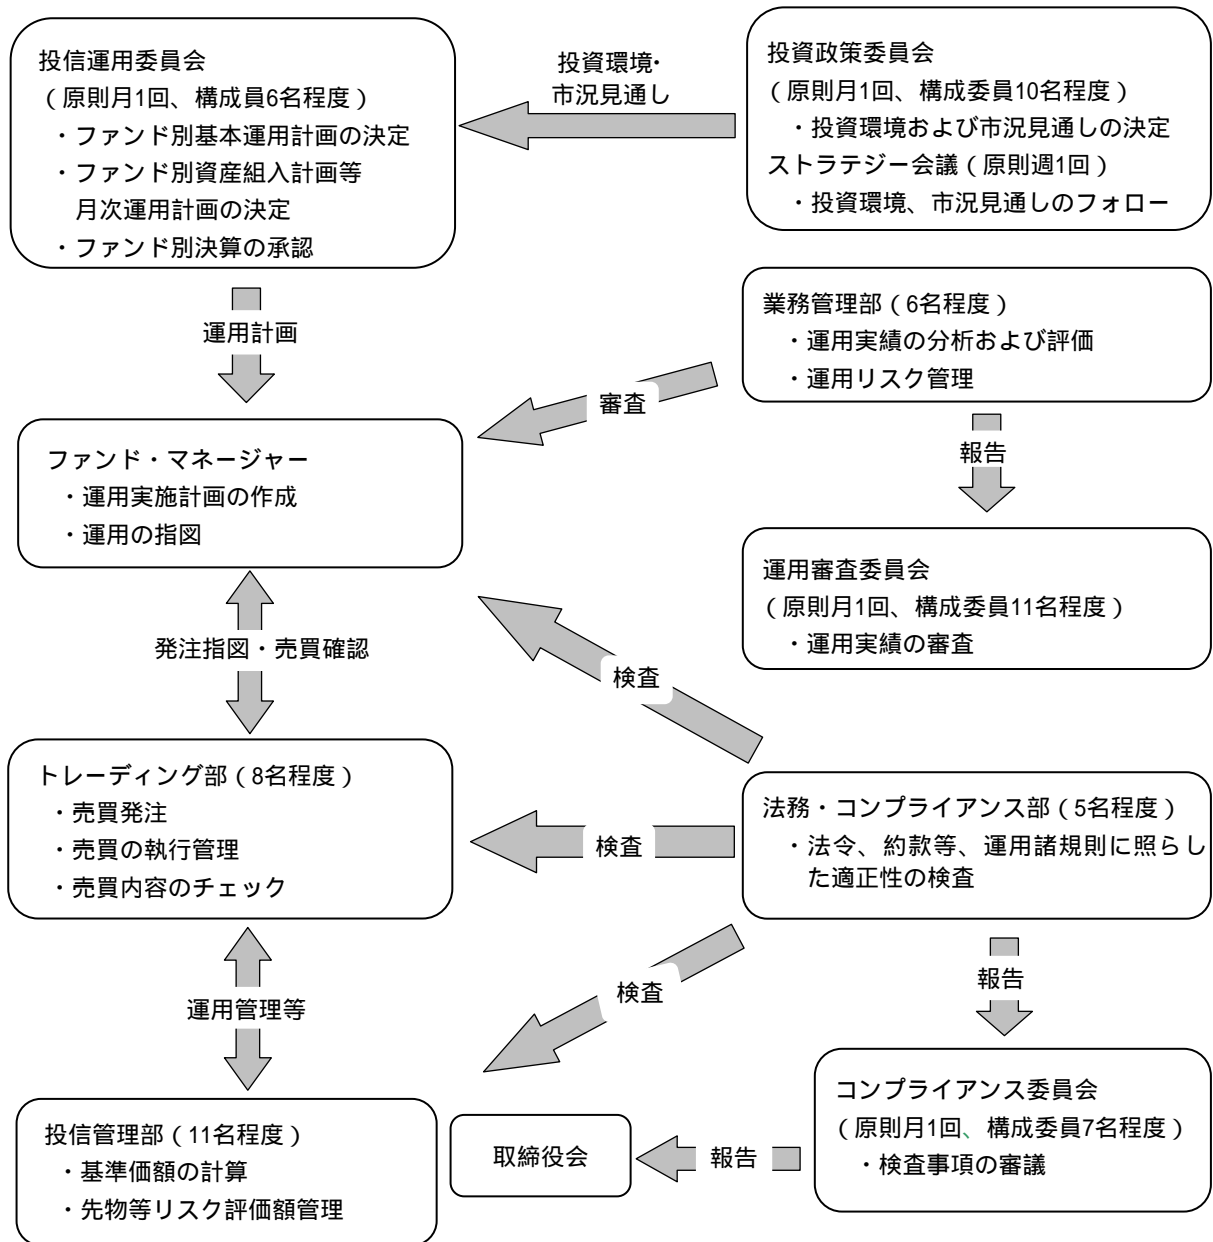 投信運用委員会
（原則月1回、構成員6名程度）
・ファンド別基本運用計画の決定
・ファンド別資産組入計画等
月次運用計画の決定
・ファンド別決算の承認
投資環境・
市況見通し
投資政策委員会
（原則月1回、構成委員10名程度）
・投資環境および市況見通しの決定
ストラテジー会議（原則週1回）
・投資環境、市況見通しのフォロー
運用計画
業務管理部（6名程度）
・運用実績の分析および評価
・運用リスク管理
審査
報告
ファンド・マネージャー
・運用実施計画の作成
・運用の指図
運用審査委員会
（原則月1回、構成委員11名程度）
・運用実績の審査
発注指図・売買確認
検査
トレーディング部（8名程度）
・売買発注
・売買の執行管理
・売買内容のチェック
検査
法務・コンプライアンス部（5名程度）
・法令、約款等、運用諸規則に照らし
た適正性の検査
運用管理等
検査
報告
投信管理部（11名程度）
・基準価額の計算
・先物等リスク評価額管理
取締役会
報告
コンプライアンス委員会
（原則月1回、構成委員7名程度）
・検査事項の審議